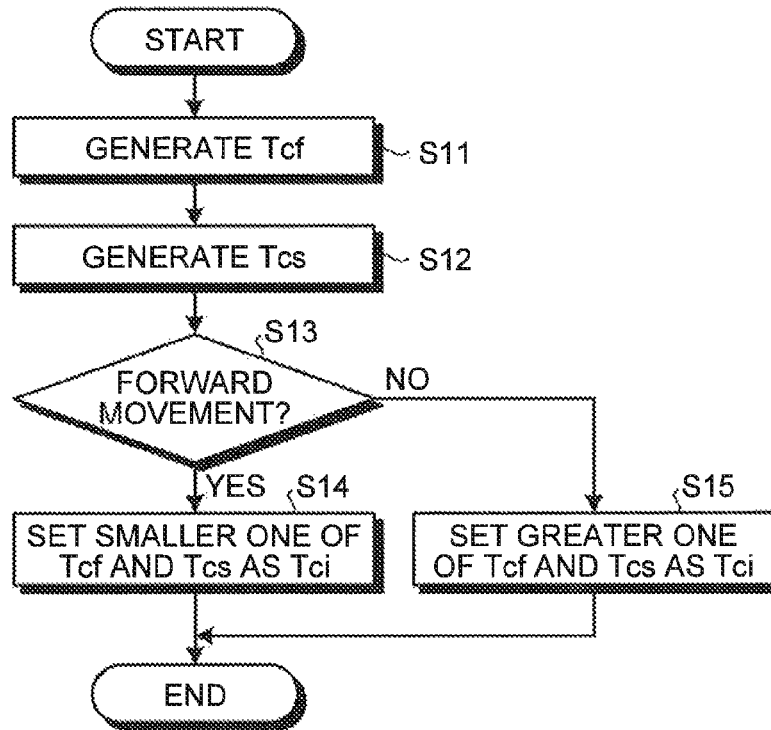 START
GENERATE Tcf
S11
GENERATE Tcs
S12
S13
FORWARD
MOVEMENT?
NO
YES
S14
SET SMALLER ONE OF
Tcf AND Tcs AS Tci
S15
SET GREATER ONE
OF Tcf AND Tcs AS Tci
END